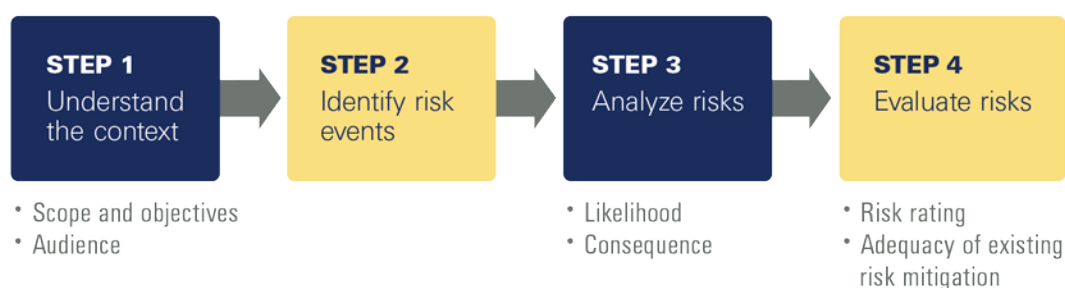 STEP 1
Understand
the context
STEP 2
Identify risk
events
STEP 3
Analyze risks
STEP 4
Evaluate risks
• Scope and objectives
• Audience
• Likelihood
• Consequence
• Risk rating
• Adequacy of existing
risk mitigation